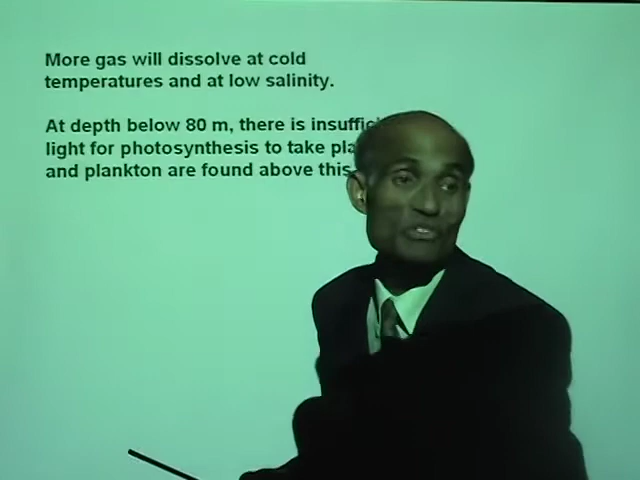 More gas will dissolve at cold
temperatures and at low salinity.
At depth below 80 m, there is
light for photosynthesis to take
and plankton are found above this